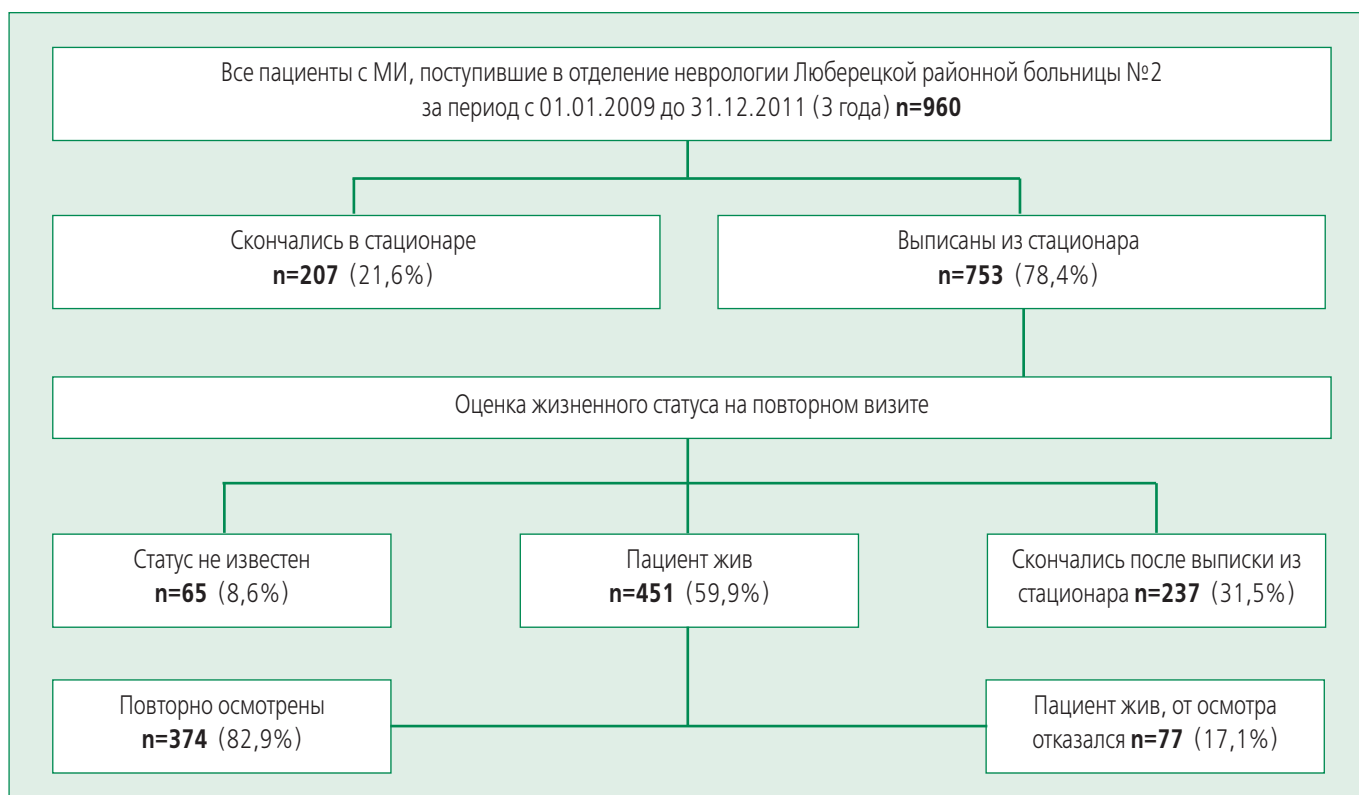 Все пациенты с МИ, поступившие в отделение неврологии Люберецкой районной больницы №2
за период с 01.01.2009 до 31.12.2011 (3 года) n=960
Скончались в стационаре
n=207 (21,6%)
Выписаны из стационара
n=753 (78,4%)
Оценка жизненного статуса на повторном визите
Статус не известен
n=65 (8,6%)
Пациент жив
n=451 (59,9%)
Скончались после выписки из
стационара n=237 (31,5%)
Повторно осмотрены
n=374 (82,9%)
Пациент жив, от осмотра
отказался n=77 (17,1%)